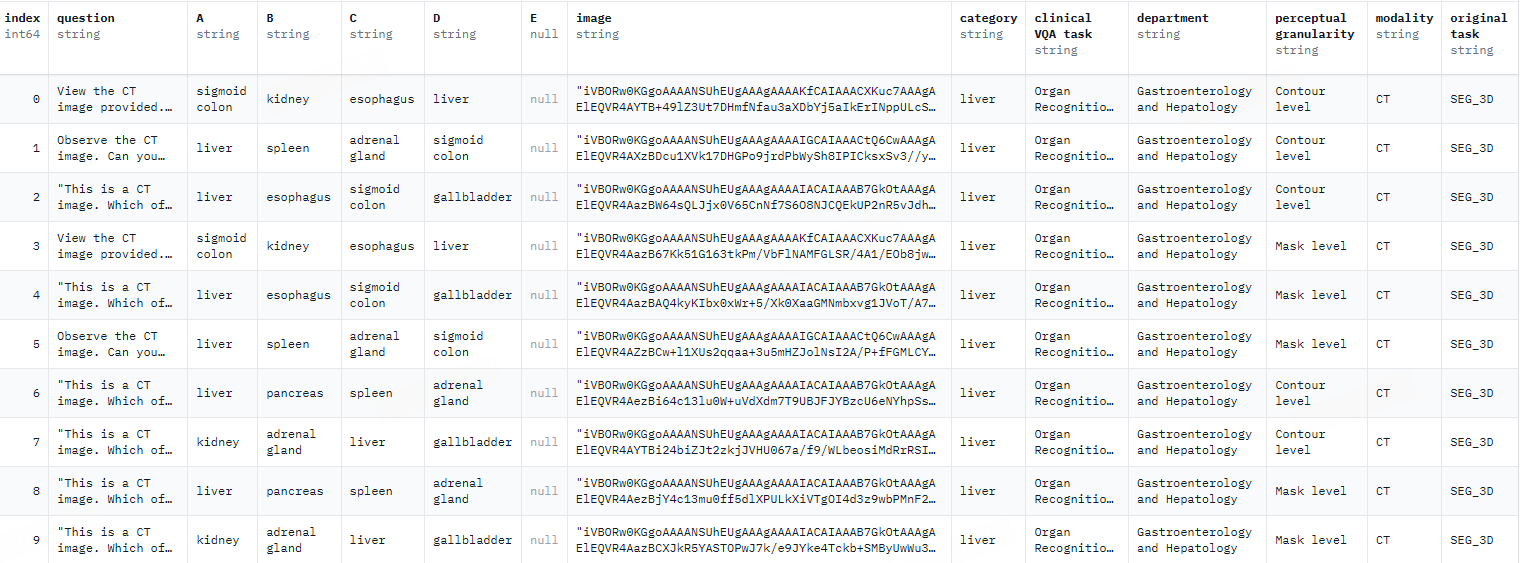 index question A B C D E image category clinical VQA task department perceptual granularity modality original task
int64 string string string string string null string string string string string string string
0 View the CT image provided.… sigmoid colon kidney esophagus liver null "iVBORw0KGgoAAAANSUhEUgAAAgAAAAKfCAIAAACXKuc7AAAgAElEQVR4AYTB+49lZ3Ut7DHmfNfau3aXDbYj5aIkErINppULcS… liver Organ Recognitio… Gastroenterology and Hepatology Contour level CT SEG_3D
1 Observe the CT image. Can you… liver spleen adrenal gland sigmoid colon null "iVBORw0KGgoAAAANSUhEUgAAAgAAAAIGCAIAAACtQ6CwAAAgAElEQVR4AXzBDcu1XVk17DHGPo9jrdPbWySh8IPICksxSv3//y… liver Organ Recognitio… Gastroenterology and Hepatology Contour level CT SEG_3D
2 "This is a CT image. Which of… liver esophagus sigmoid colon gallbladder null "iVBORw0KGgoAAAANSUhEUgAAAgAAAAIACAIAAAB7GkOtAAAgAElEQVR4AazBW64sQLJjx0V65CnNf7S6O8NJCQEkUP2nR5vJdh… liver Organ Recognitio… Gastroenterology and Hepatology Contour level CT SEG_3D
3 View the CT image provided.… sigmoid colon kidney esophagus liver null "iVBORw0KGgoAAAANSUhEUgAAAgAAAAKfCAIAAACXKuc7AAAgAElEQVR4AazB67Kk51G163tkPm/VbFlNAMFGLSR/4A1/EOb8jw… liver Organ Recognitio… Gastroenterology and Hepatology Mask level CT SEG_3D
4 "This is a CT image. Which of… liver esophagus sigmoid colon gallbladder null "iVBORw0KGgoAAAANSUhEUgAAAgAAAAIACAIAAAB7GkOtAAAgAElEQVR4AazBAQ4kyKIbx0xWr+5/Xk0XaaGMNmbxvg1JVoT/A7… liver Organ Recognitio… Gastroenterology and Hepatology Mask level CT SEG_3D
5 Observe the CT image. Can you… liver spleen adrenal gland sigmoid colon null "iVBORw0KGgoAAAANSUhEUgAAAgAAAAIGCAIAAACtQ6CwAAAgAElEQVR4AZzBCw+l1XUs2qqaa+3u5mHZJolNsI2A/P+fFGMLCY… liver Organ Recognitio… Gastroenterology and Hepatology Mask level CT SEG_3D
6 "This is a CT image. Which of… liver pancreas spleen adrenal gland null "iVBORw0KGgoAAAANSUhEUgAAAgAAAAIACAIAAAB7GkOtAAAgAElEQVR4AezBi64c13lu0W+uVdXdm7T9UBJFJYBzcU6eNYhpSs… liver Organ Recognitio… Gastroenterology and Hepatology Contour level CT SEG_3D
7 "This is a CT image. Which of… kidney adrenal gland liver gallbladder null "iVBORw0KGgoAAAANSUhEUgAAAgAAAAIACAIAAAB7GkOtAAAgAElEQVR4AYTBi24biZJt2zkjJVHU067a/f9/WLbeosiMdRrRSI… liver Organ Recognitio… Gastroenterology and Hepatology Contour level CT SEG_3D
8 "This is a CT image. Which of… liver pancreas spleen adrenal gland null "iVBORw0KGgoAAAANSUhEUgAAAgAAAAIACAIAAAB7GkOtAAAgAElEQVR4AezBjY4c13mu0ff5dlXPULkXiVTgOI4d3z9wbPMnF2… liver Organ Recognitio… Gastroenterology and Hepatology Mask level CT SEG_3D
9 "This is a CT image. Which of… kidney adrenal gland liver gallbladder null "iVBORw0KGgoAAAANSUhEUgAAAgAAAAIACAIAAAB7GkOtAAAgAElEQVR4AazBCXJkR5YASTOPwJ7k/e9JYke4Tckb+SMByUwWu3… liver Organ Recognitio… Gastroenterology and Hepatology Mask level CT SEG_3D